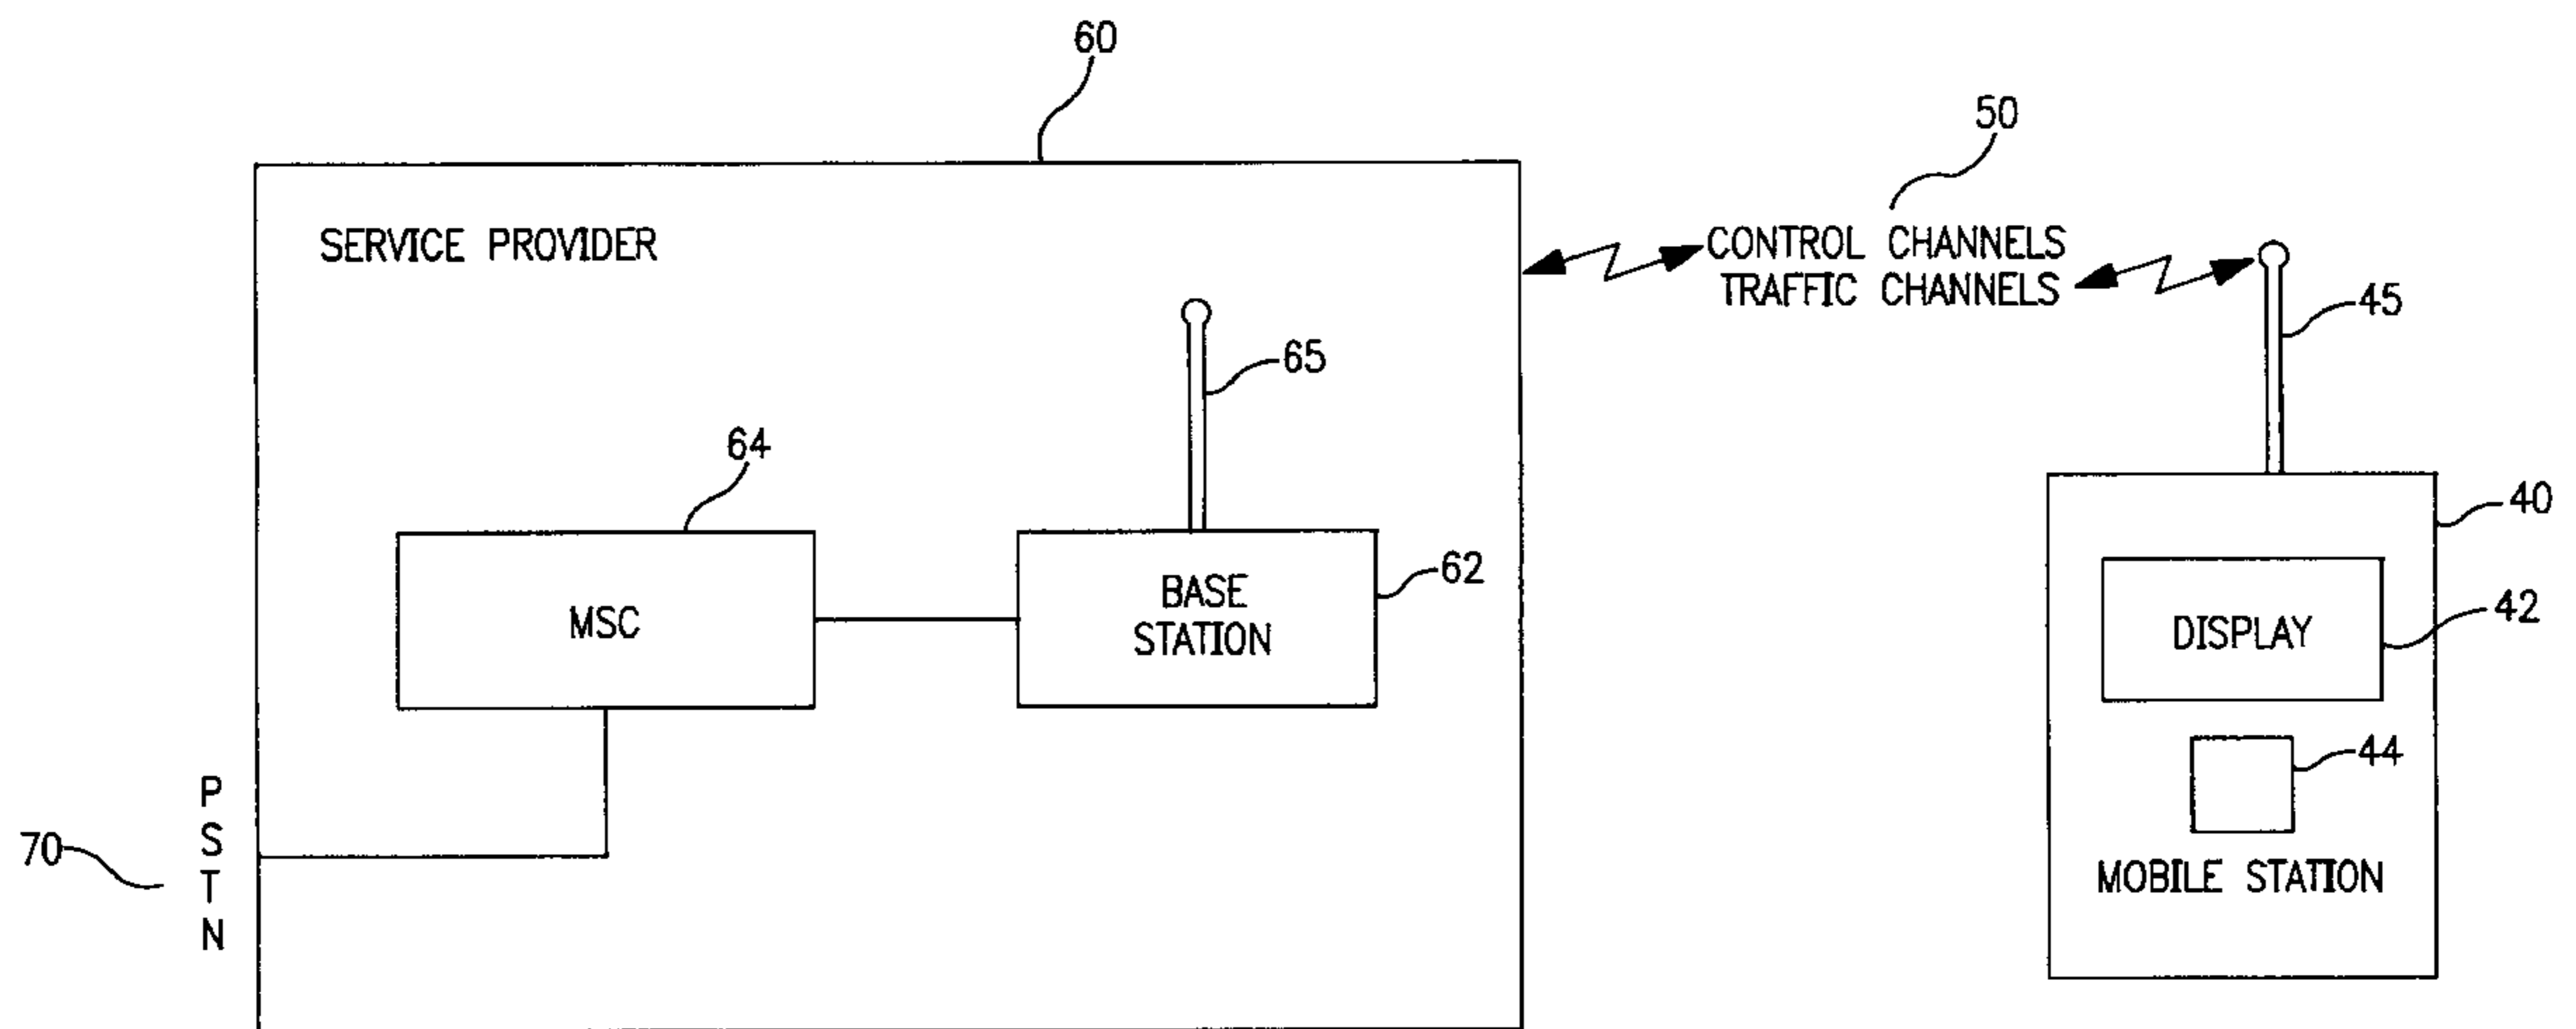 60
50
SERVICE PROVIDER
CONTROL CHANNELS
TRAFFIC CHANNELS
45
65
64
40
MSC
BASE
STATION
62
DISPLAY
42
44
PSTN
70
MOBILE STATION